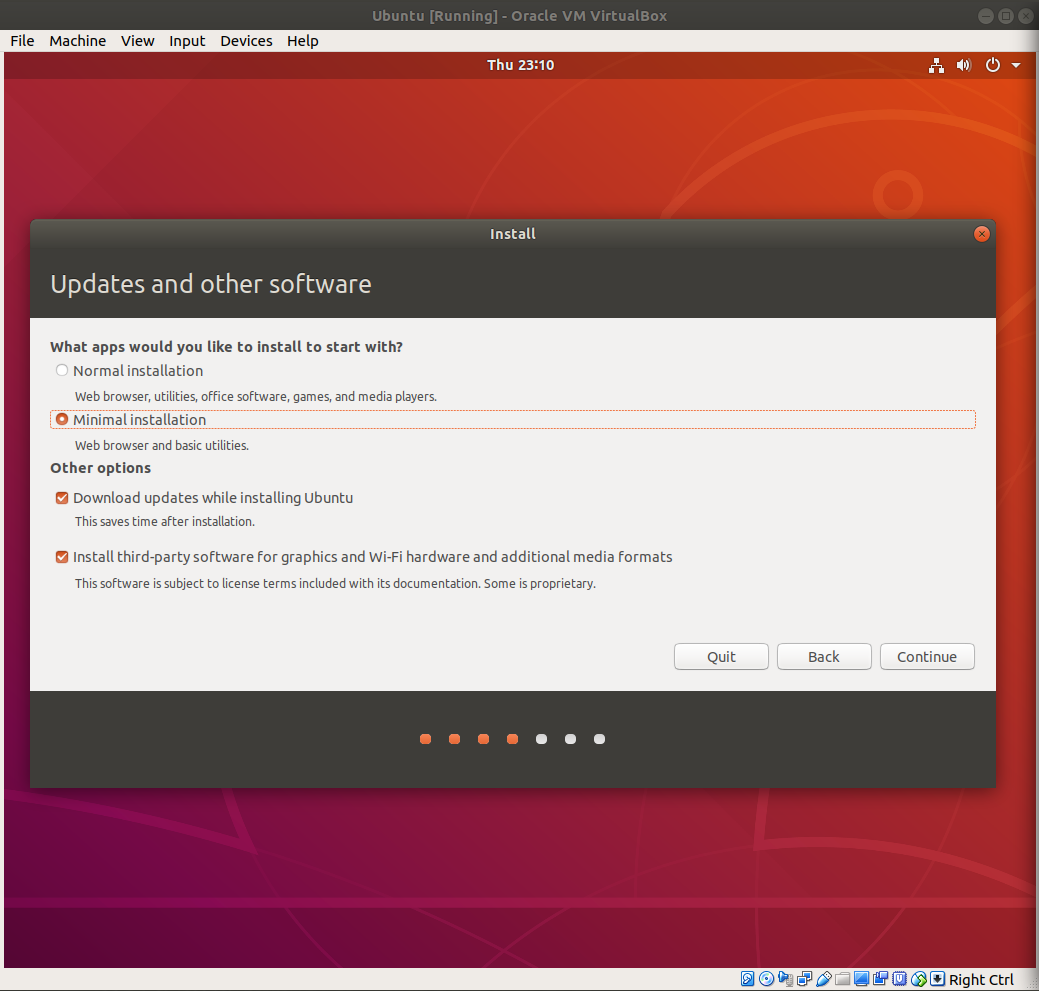 Ubuntu [Running] - Oracle VM VirtualBox
File Machine View Input Devices Help
Thu 23:10
Install
Updates and other software
What apps would you like to install to start with?
Normal installation
Web browser, utilities, office software, games, and media players.
Minimal installation
Web browser and basic utilities.
Other options
Download updates while installing Ubuntu
This saves time after installation.
Install third-party software for graphics and Wi-Fi hardware and additional media formats
This software is subject to license terms included with its documentation. Some is proprietary.
Quit Back Continue
Right Ctrl